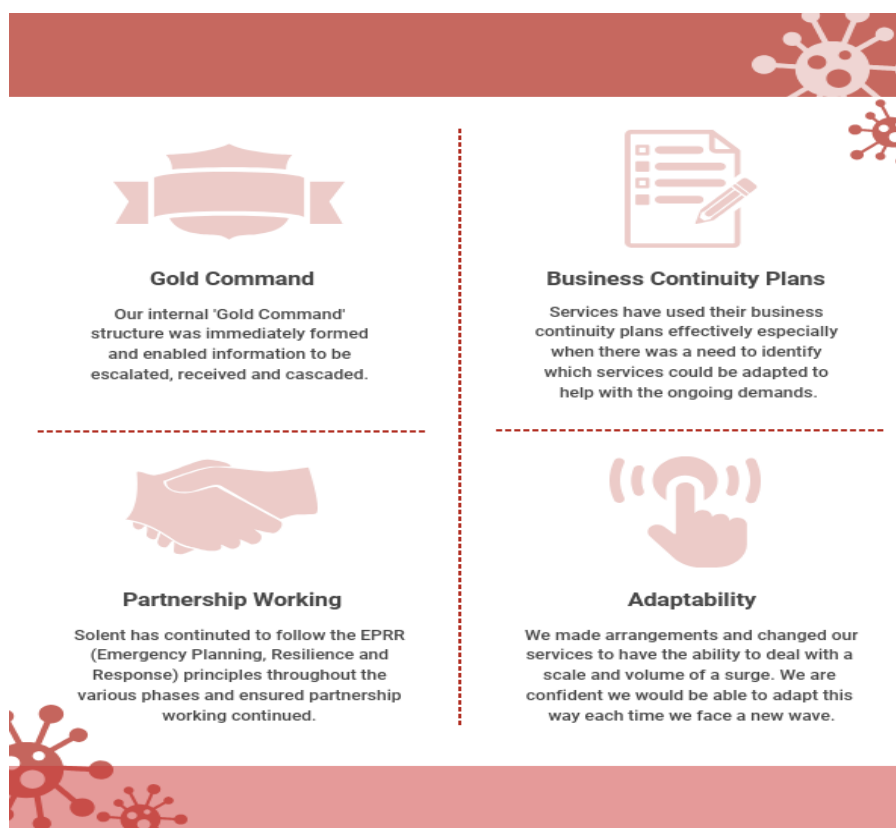 Gold Command
Our internal 'Gold Command'
structure was immediately formed
and enabled information to be
escalated, received and cascaded.
Business Continuity Plans
Services have used their business
continuity plans effectively especially
when there was a need to identify
which services could be adapted to
help with the ongoing demands.
Partnership Working
Solent has continuted to follow the EPRR
(Emergency Planning, Resilience and
Response) principles throughout the
various phases and ensured partnership
working continued.
Adaptability
We made arrangements and changed our
services to have the ability to deal with a
scale and volume of a surge. We are
confident we would be able to adapt this
way each time we face a new wave.